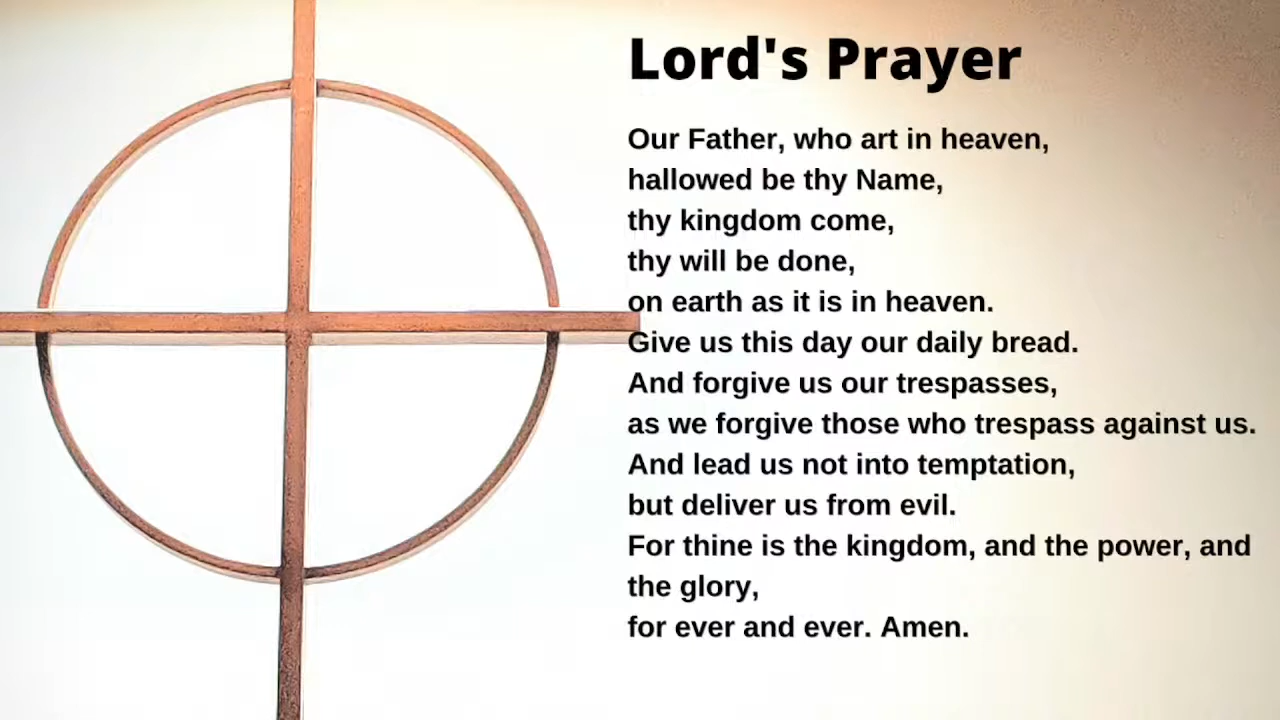 Lord's Prayer
Our Father, who art in heaven,
hallowed be thy Name,
thy kingdom come,
thy will be done,
on earth as it is in heaven.
Give us this day our daily bread.
And forgive us our trespasses,
as we forgive those who trespass against us.
And lead us not into temptation,
but deliver us from evil.
For thine is the kingdom, and the power, and
the glory,
for ever and ever. Amen.